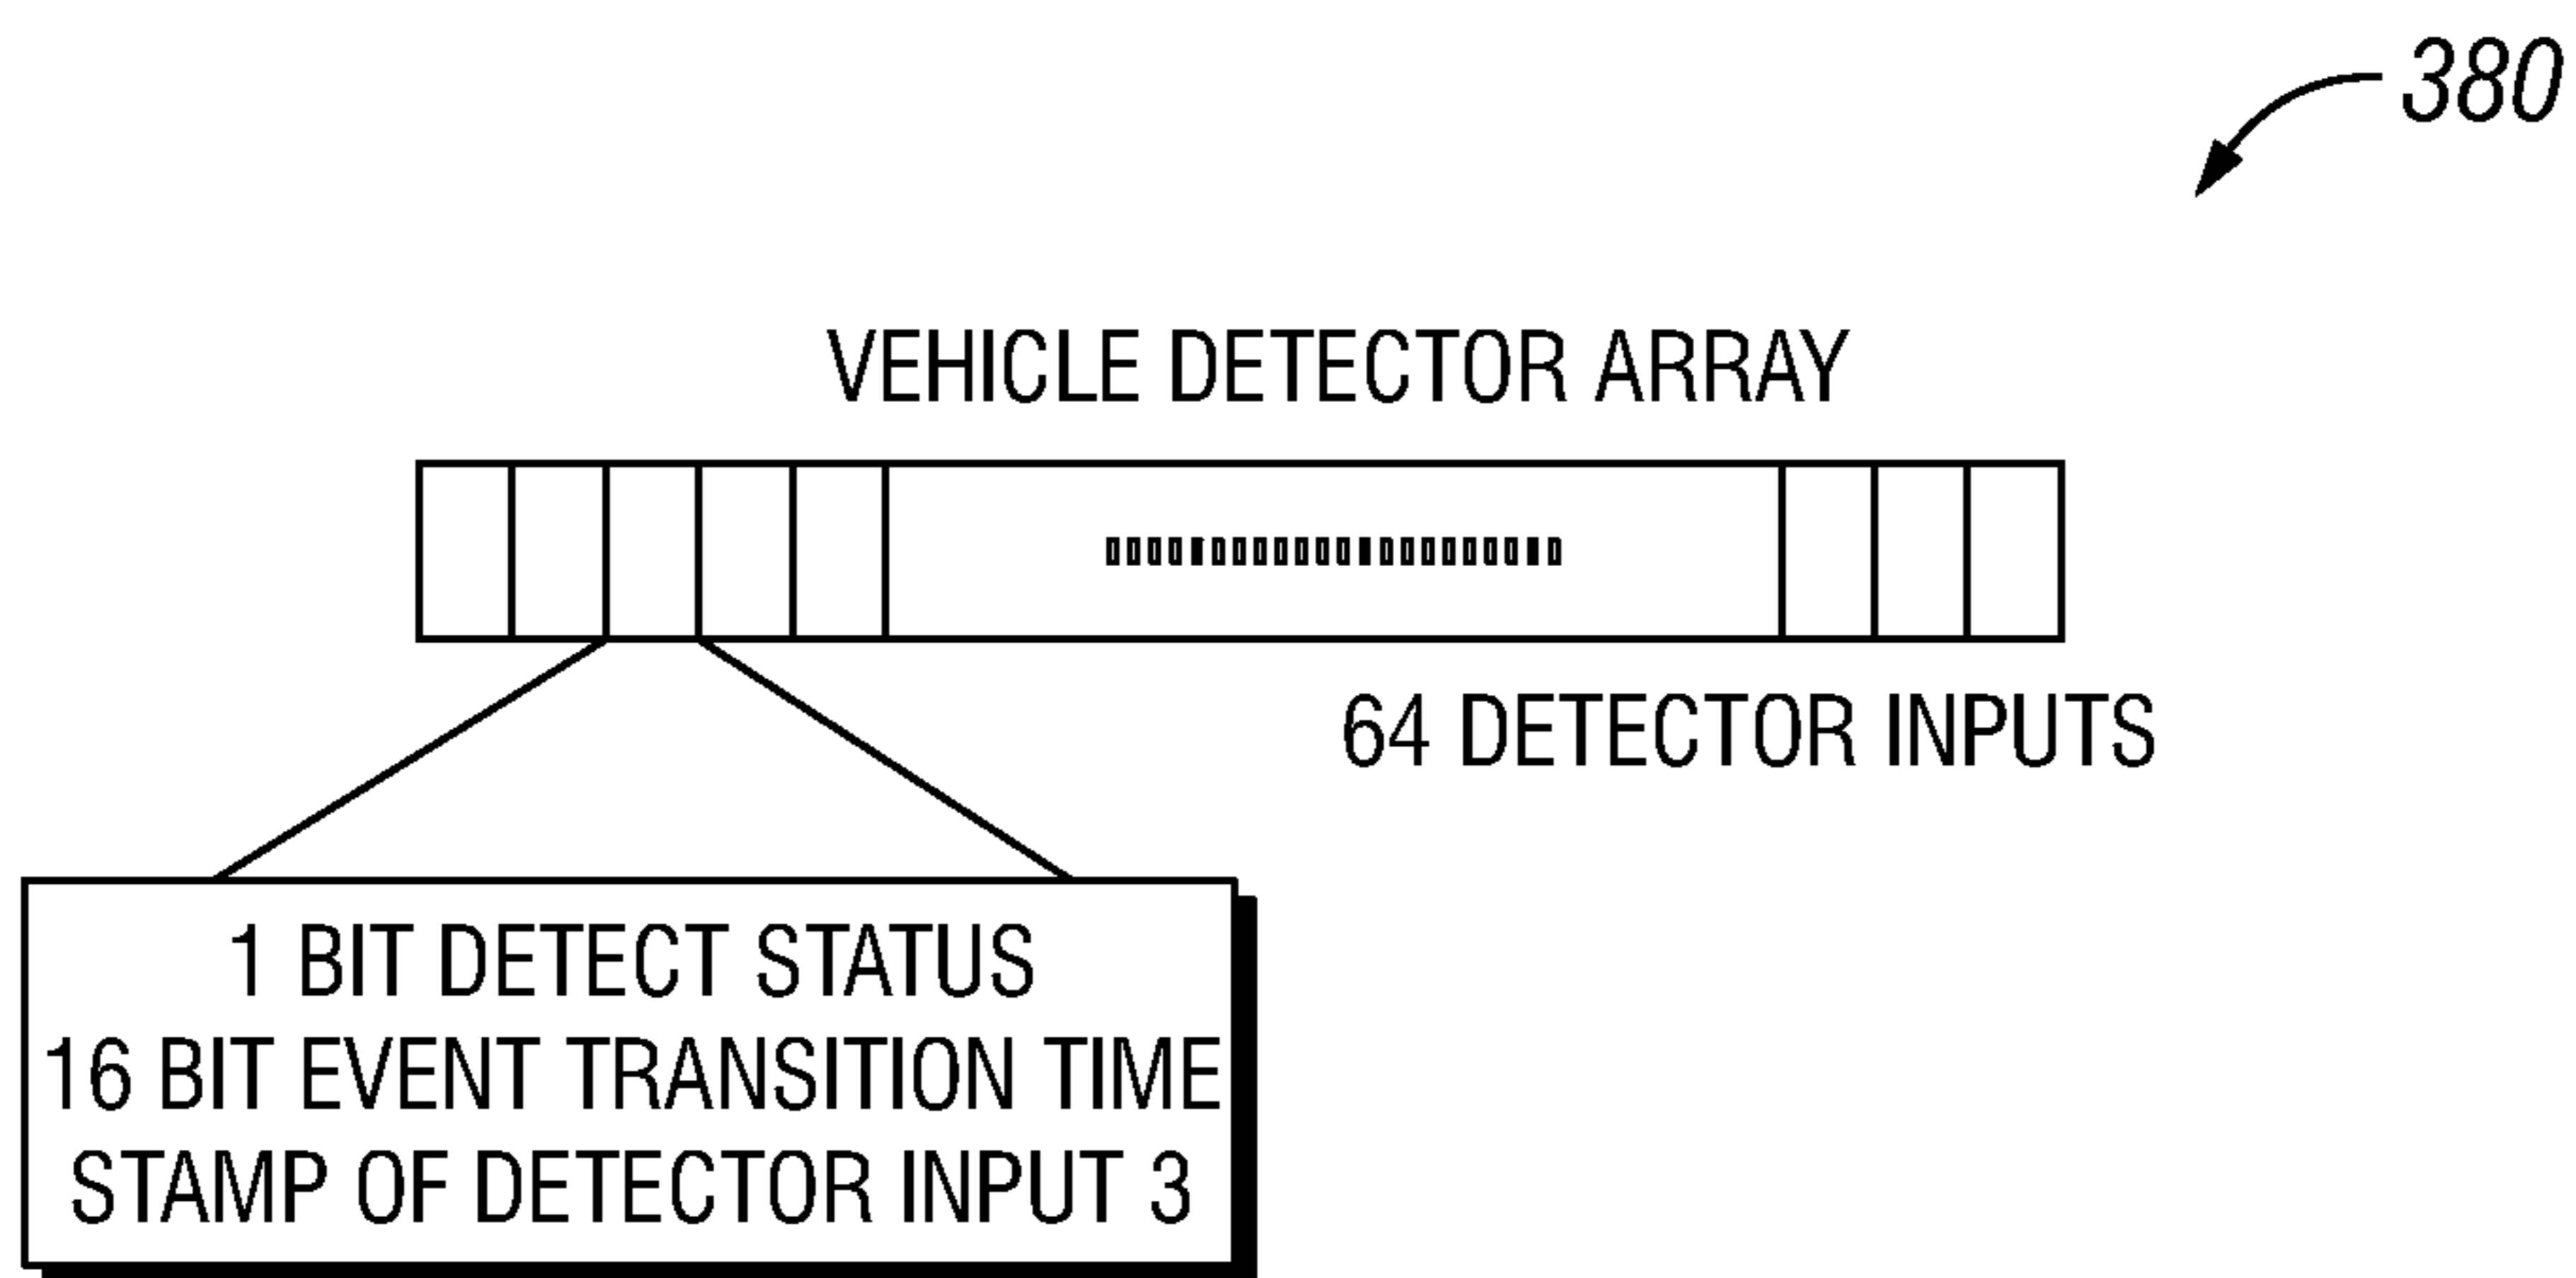 380
VEHICLE DETECTOR ARRAY
64 DETECTOR INPUTS
1 BIT DETECT STATUS
16 BIT EVENT TRANSITION TIME
STAMP OF DETECTOR INPUT 3